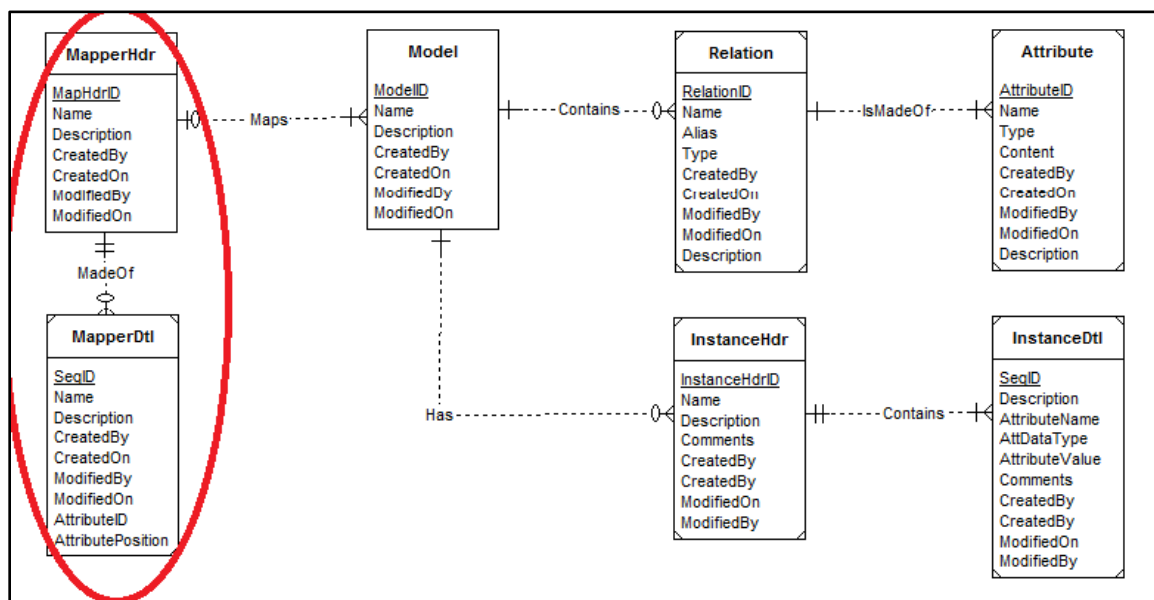 MapperHdr
MapHdrID
Name
Description
CreatedBy
CreatedOn
ModifiedBy
ModifiedOn
Maps
Model
ModelID
Name
Description
CreatedBy
CreatedOn
ModifiedDy
ModifiedOn
Contains
Relation
RelationID
Name
Alias
Type
CreatedBy
CreatedOn
ModifiedBy
ModifiedOn
Description
IsMadeOf
Attribute
AttributeID
Name
Type
Content
CreatedBy
CreatedOn
ModifiedBy
ModifiedOn
Description
MadeOf
MapperDtl
SeqID
Name
Description
CreatedBy
CreatedOn
ModifiedBy
ModifiedOn
AttributeID
AttributePosition
Has
InstanceHdr
InstanceHdrID
Name
Description
Comments
CreatedBy
CreatedBy
ModifiedOn
ModifiedBy
Contains
InstanceDtl
SeqID
Description
AttributeName
AttDataType
AttributeValue
Comments
CreatedBy
CreatedBy
ModifiedOn
ModifiedBy